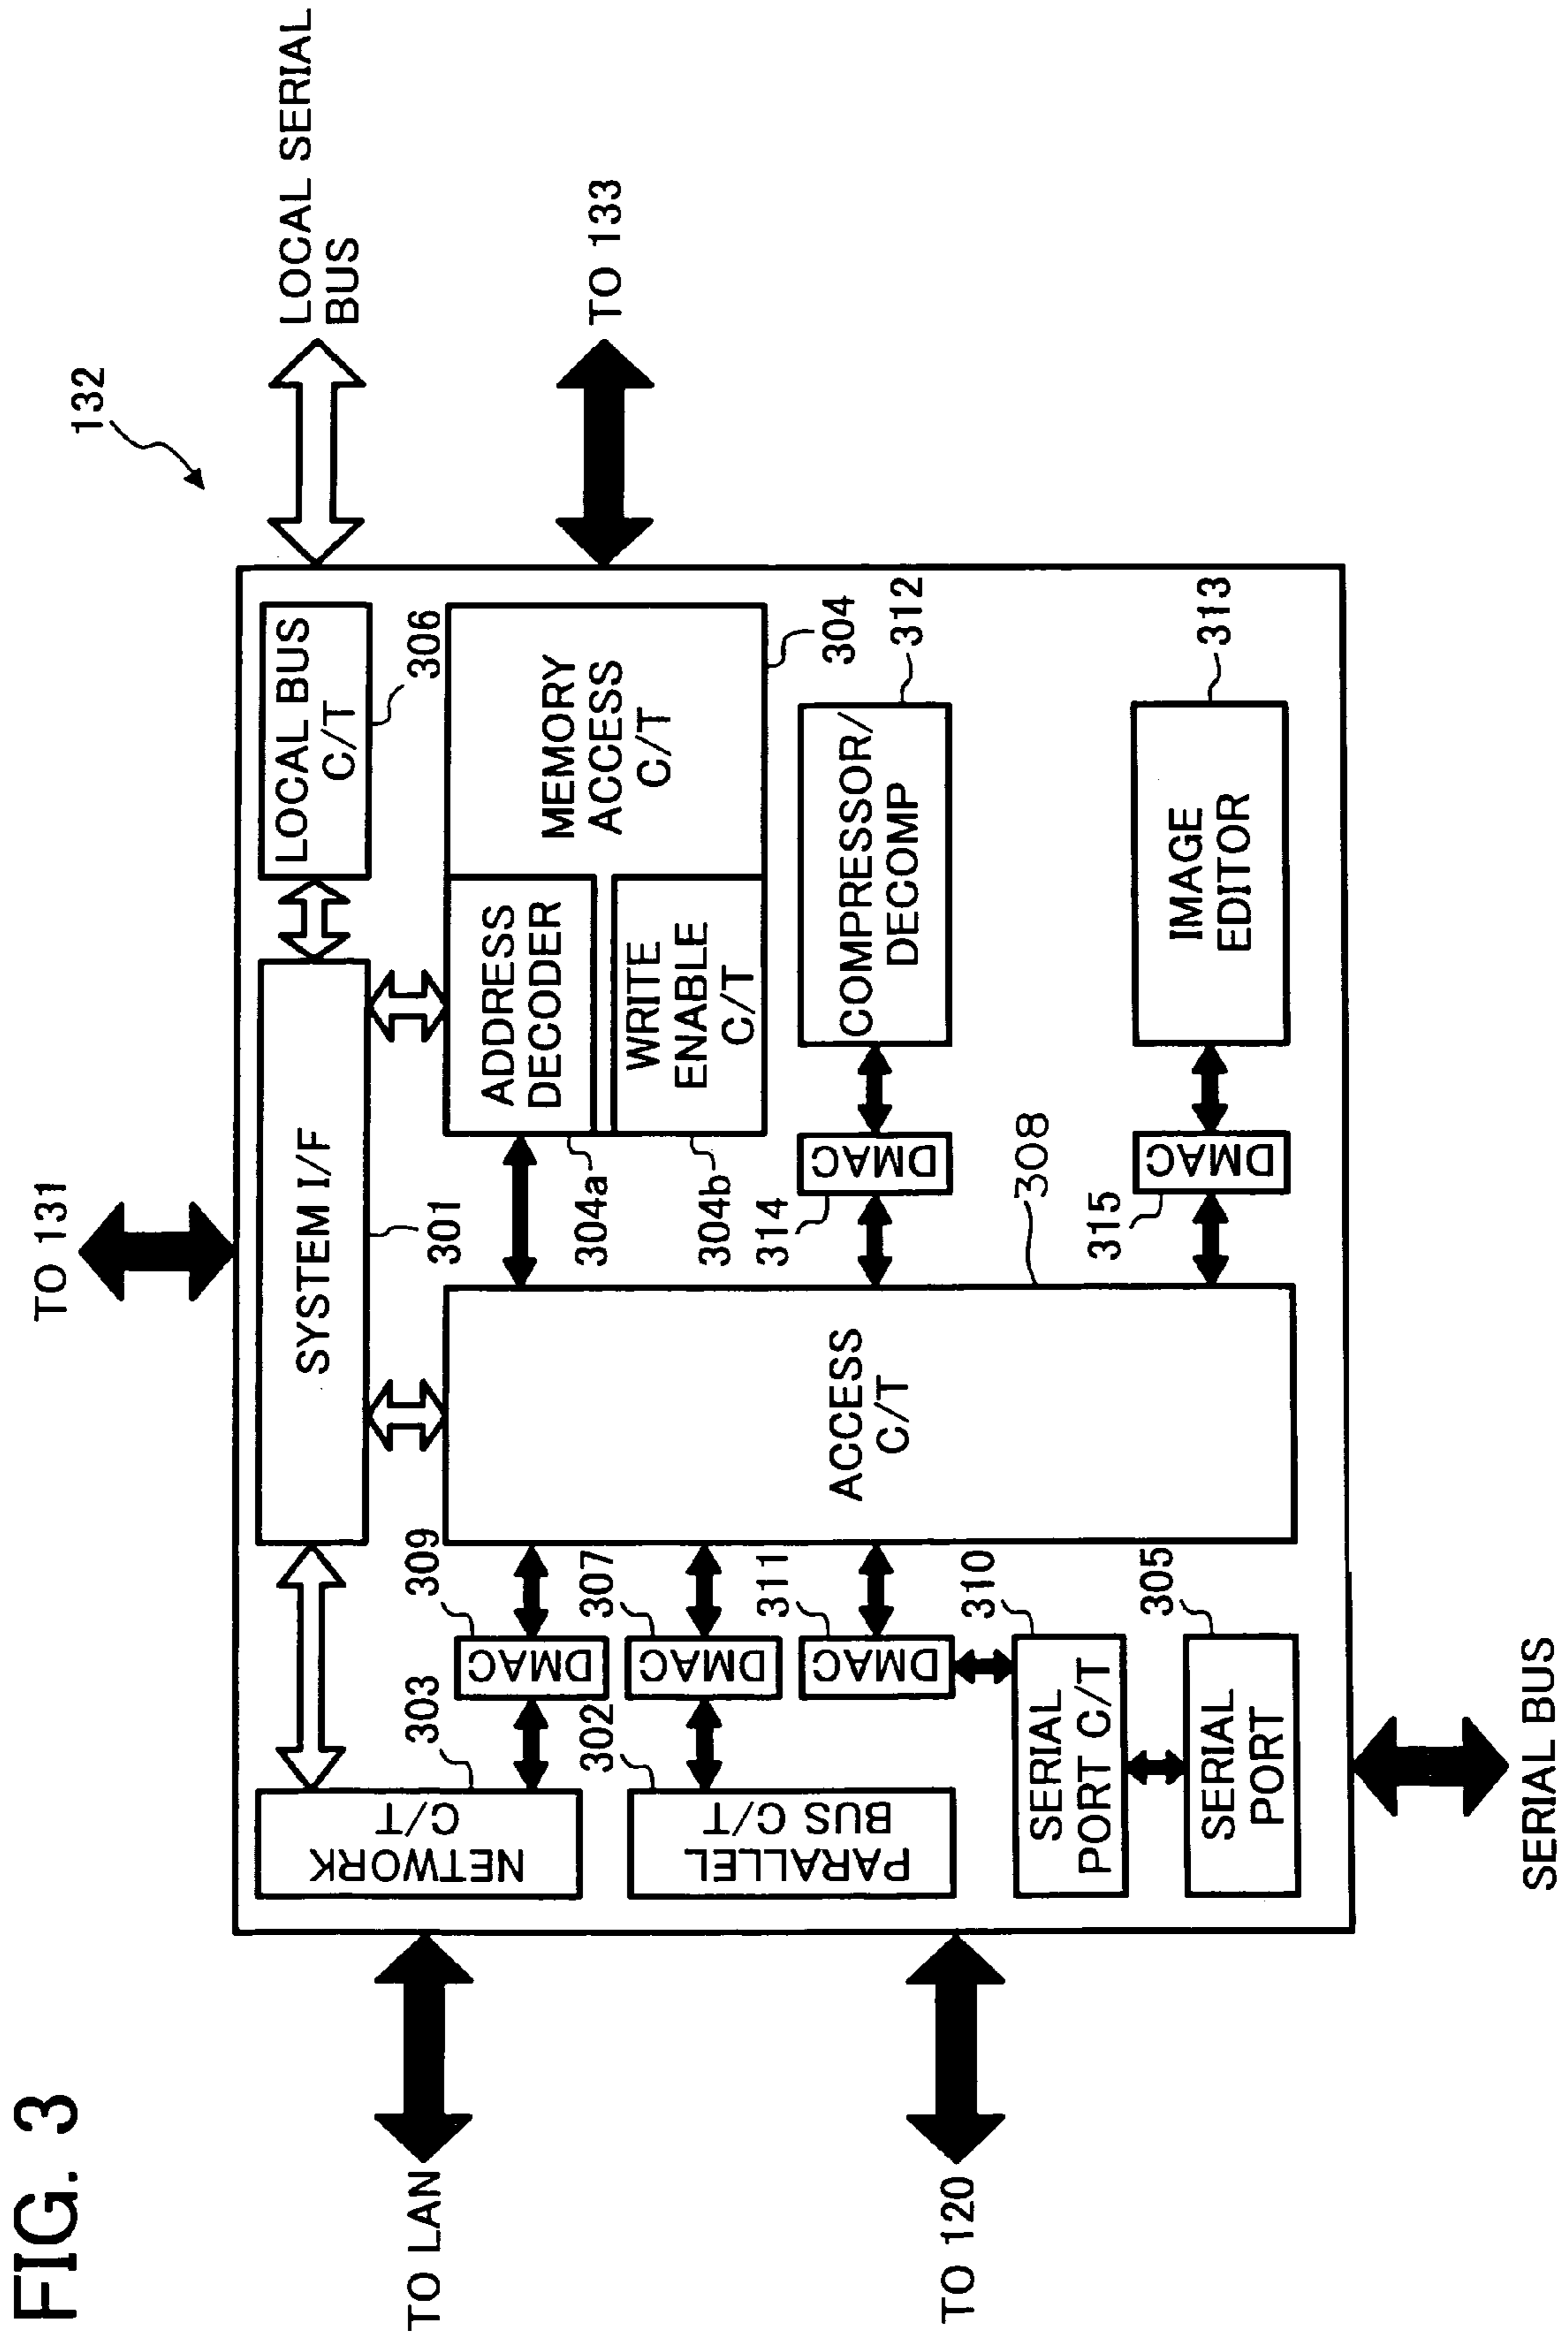 FIG. 3
132
TO 131
LOCAL SERIAL
BUS
TO 133
TO LAN
TO 120
SERIAL BUS
SYSTEM I/F
301
LOCAL BUS
C/T
306
NETWORK
C/T
303
DMAC
309
PARALLEL
BUS C/T
302
DMAC
307
DMAC
311
SERIAL
PORT C/T
310
SERIAL
PORT
305
ACCESS
C/T
308
ADDRESS
DECODER
304a
WRITE
ENABLE
C/T
304b
MEMORY
ACCESS
C/T
304
DMAC
314
COMPRESSOR/
DECOMP
312
DMAC
315
IMAGE
EDITOR
313